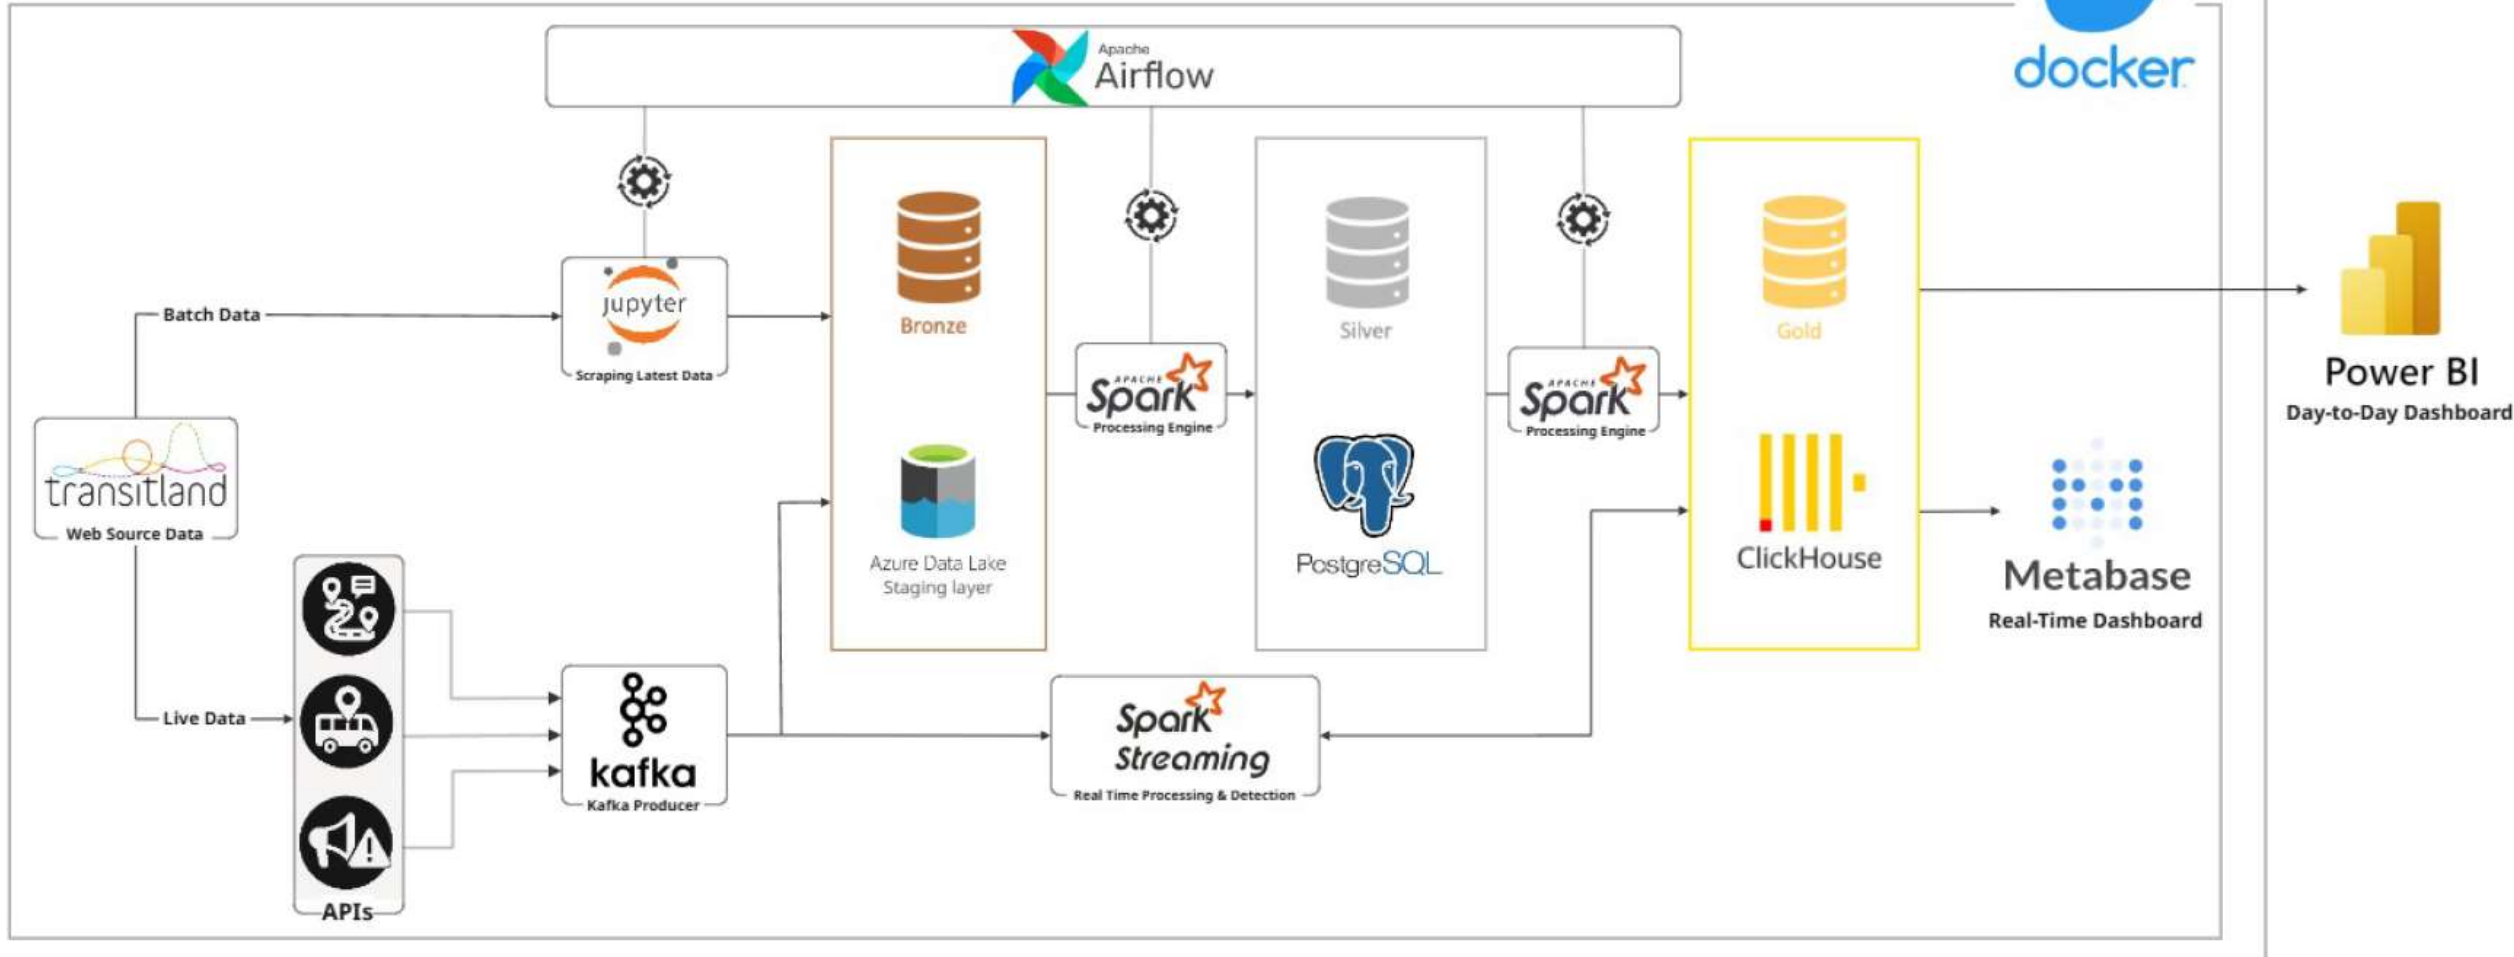 Apache
Airflow
docker
Batch Data
jupyter
Scraping Latest Data
Bronze
Azure Data Lake
Staging layer
APACHE
Spark
Processing Engine
Silver
PostgreSQL
APACHE
Spark
Processing Engine
Gold
ClickHouse
Power BI
Day-to-Day Dashboard
Metabase
Real-Time Dashboard
transitland
Web Source Data
Live Data
APIs
kafka
Kafka Producer
Spark
Streaming
Real Time Processing & Detection